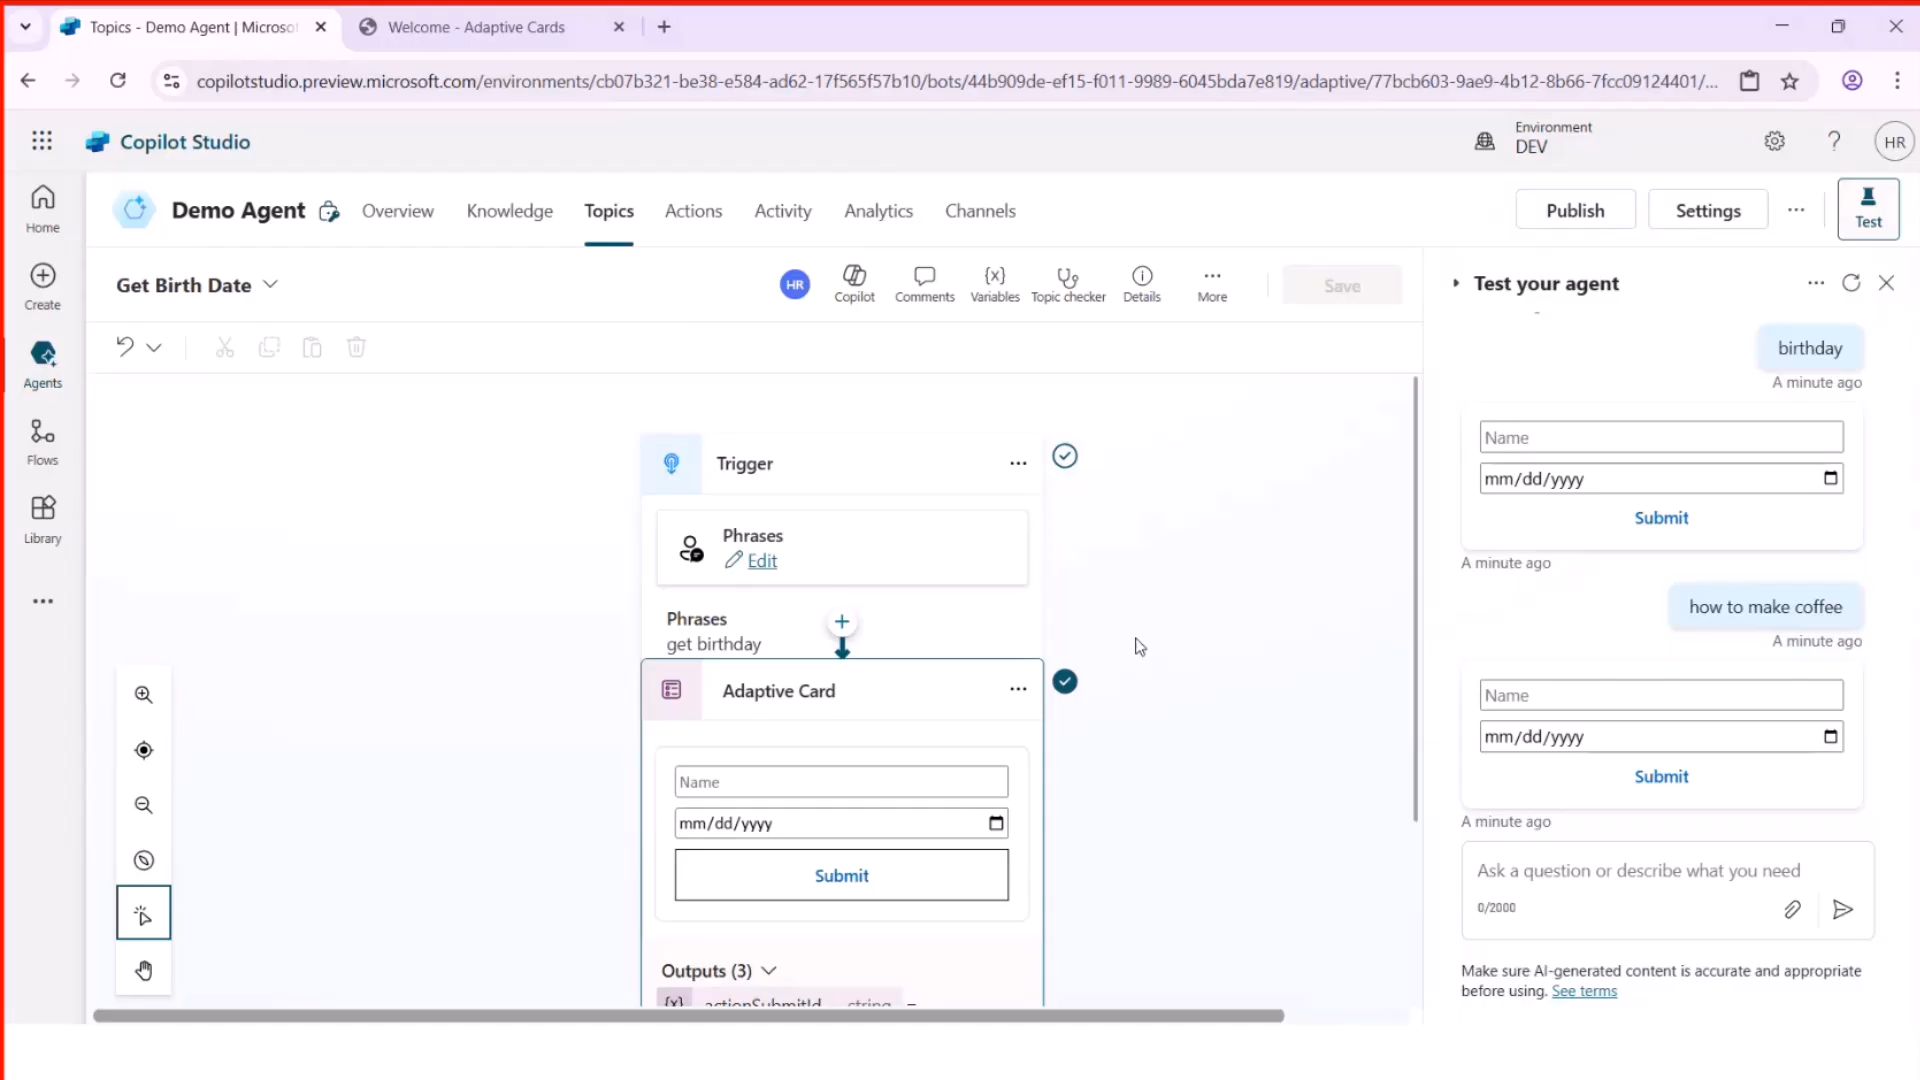 Topics - Demo Agent | Microsof
Welcome - Adaptive Cards
copilotstudio.preview.microsoft.com/environments/cb07b321-be38-e584-ad62-17f565f57b10/bots/44b909de-ef15-f011-9989-6045bda7e819/adaptive/77bcb603-9ae9-4b12-8b66-7fcc09124401/...
Copilot Studio
Environment
DEV
HR
Home
Create
Agents
Flows
Library
Demo Agent
Overview
Knowledge
Topics
Actions
Activity
Analytics
Channels
Publish
Settings
Test
Get Birth Date
HR
Copilot
Comments
Variables
Topic checker
Details
More
Save
Trigger
Phrases
Edit
Phrases
get birthday
Adaptive Card
Name
mm/dd/yyyy
Submit
Outputs (3)
{x} actionSubmitId string =
Test your agent
birthday
A minute ago
Name
mm/dd/yyyy
Submit
A minute ago
how to make coffee
A minute ago
Name
mm/dd/yyyy
Submit
A minute ago
Ask a question or describe what you need
0/2000
Make sure AI-generated content is accurate and appropriate
before using. See terms